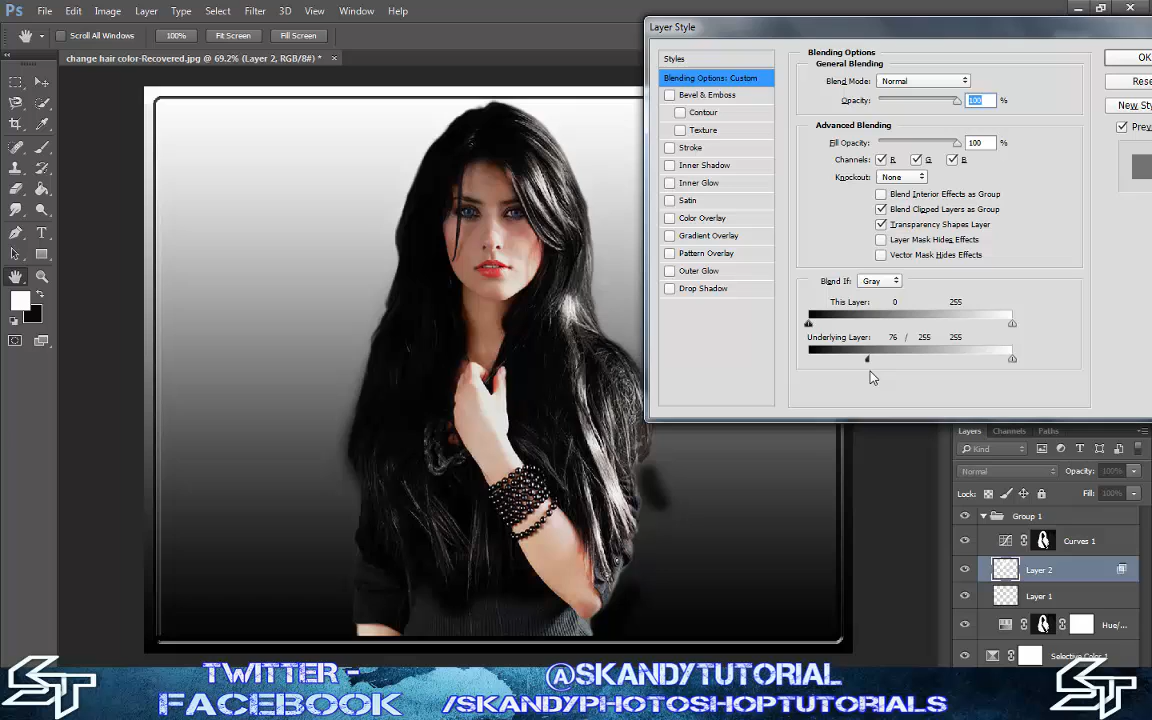 Ps File Edit Image Layer Type Select Filter 3D View Window Help
Scroll All Windows 100% Fit Screen Fill Screen
change hair color-Recovered.jpg @ 69.2% (Layer 2, RGB/8#) * ×
Layer Style
Styles
Blending Options: Custom
Bevel & Emboss
Contour
Texture
Stroke
Inner Shadow
Inner Glow
Satin
Color Overlay
Gradient Overlay
Pattern Overlay
Outer Glow
Drop Shadow
Blending Options
General Blending
Blend Mode: Normal
Opacity: 100 %
Advanced Blending
Fill Opacity: 100 %
Channels: R G B
Knockout: None
Blend Interior Effects as Group
Blend Clipped Layers as Group
Transparency Shapes Layer
Layer Mask Hides Effects
Vector Mask Hides Effects
Blend If: Gray
This Layer: 0 255
Underlying Layer: 76 / 255 255
OK
Rese
New Sty
Prev
Layers Channels Paths
Kind
Normal Opacity: 100%
Lock: Fill: 100%
Group 1
Curves 1
Layer 2
Layer 1
Hue/...
Selective Color 1
ST
TWITTER - @SKANDYTUTORIAL
FACEBOOK /SKANDYPHOTOSHOPTUTORIALS
ST